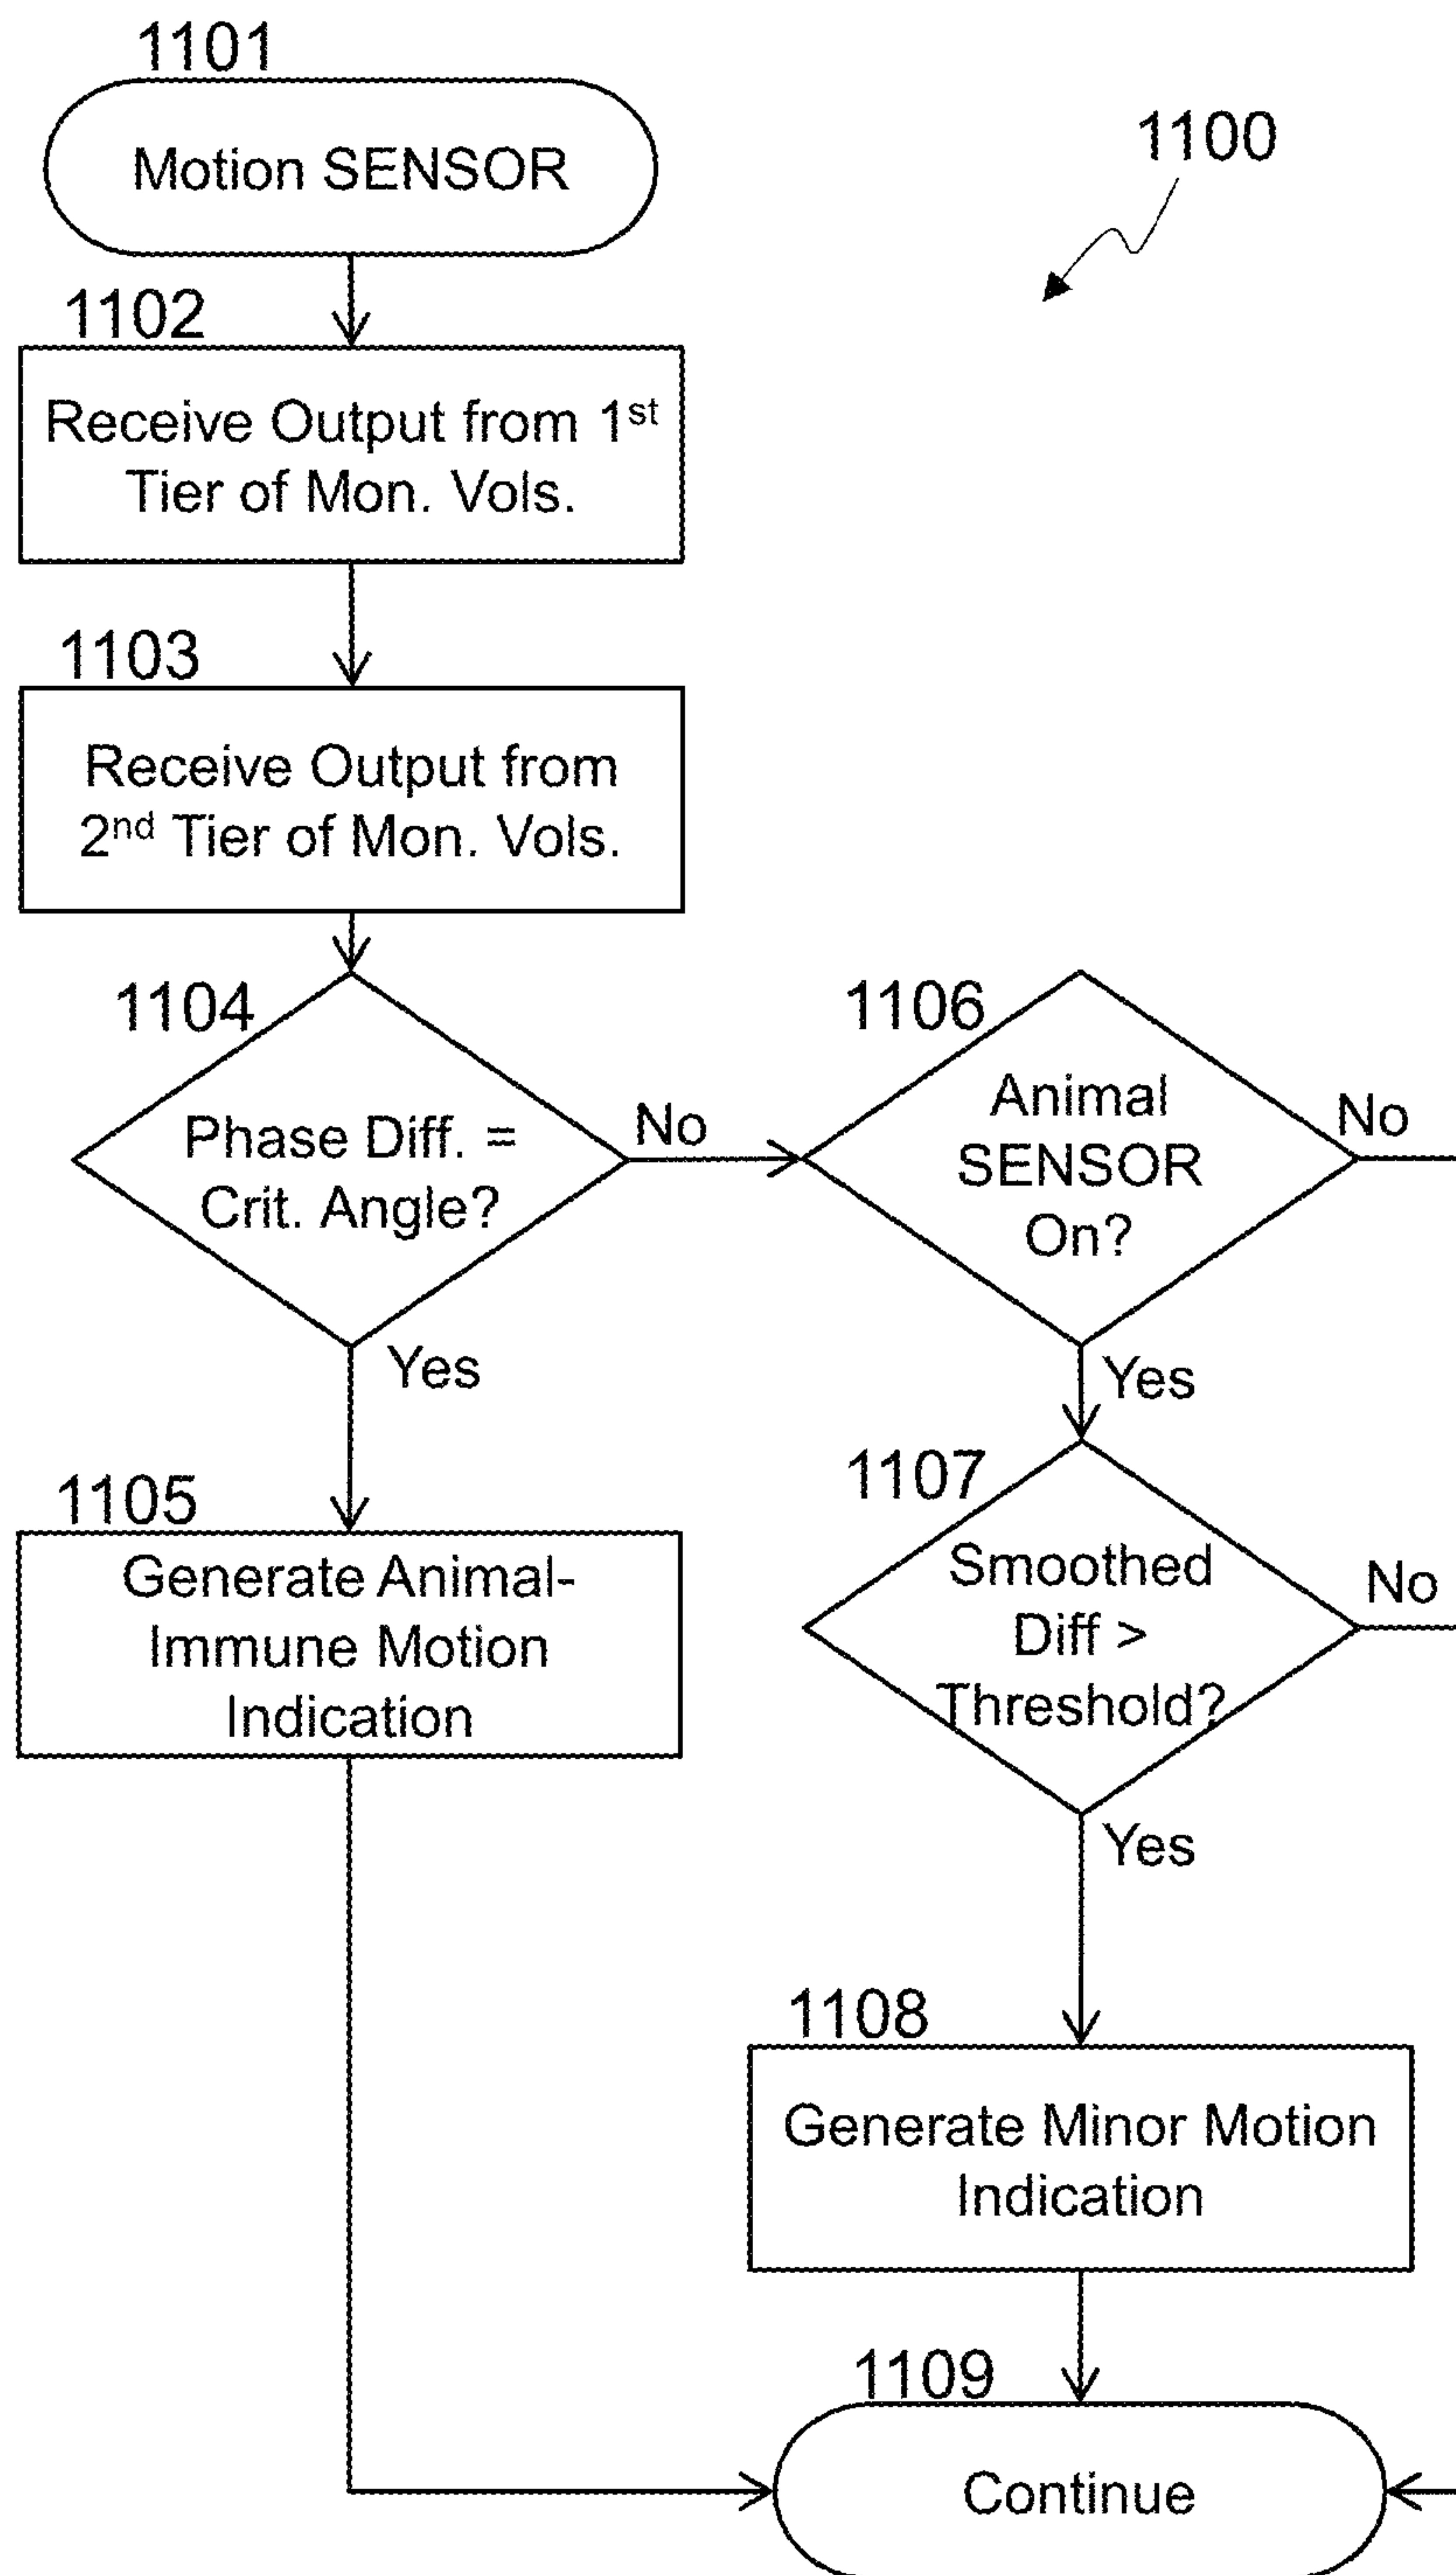 1101
Motion SENSOR
1100
1102
Receive Output from 1st
Tier of Mon. Vols.
1103
Receive Output from
2nd Tier of Mon. Vols.
1104
Phase Diff. =
Crit. Angle?
No
Yes
1106
Animal
SENSOR
On?
No
Yes
1105
Generate Animal-
Immune Motion
Indication
1107
Smoothed
Diff >
Threshold?
No
Yes
1108
Generate Minor Motion
Indication
1109
Continue